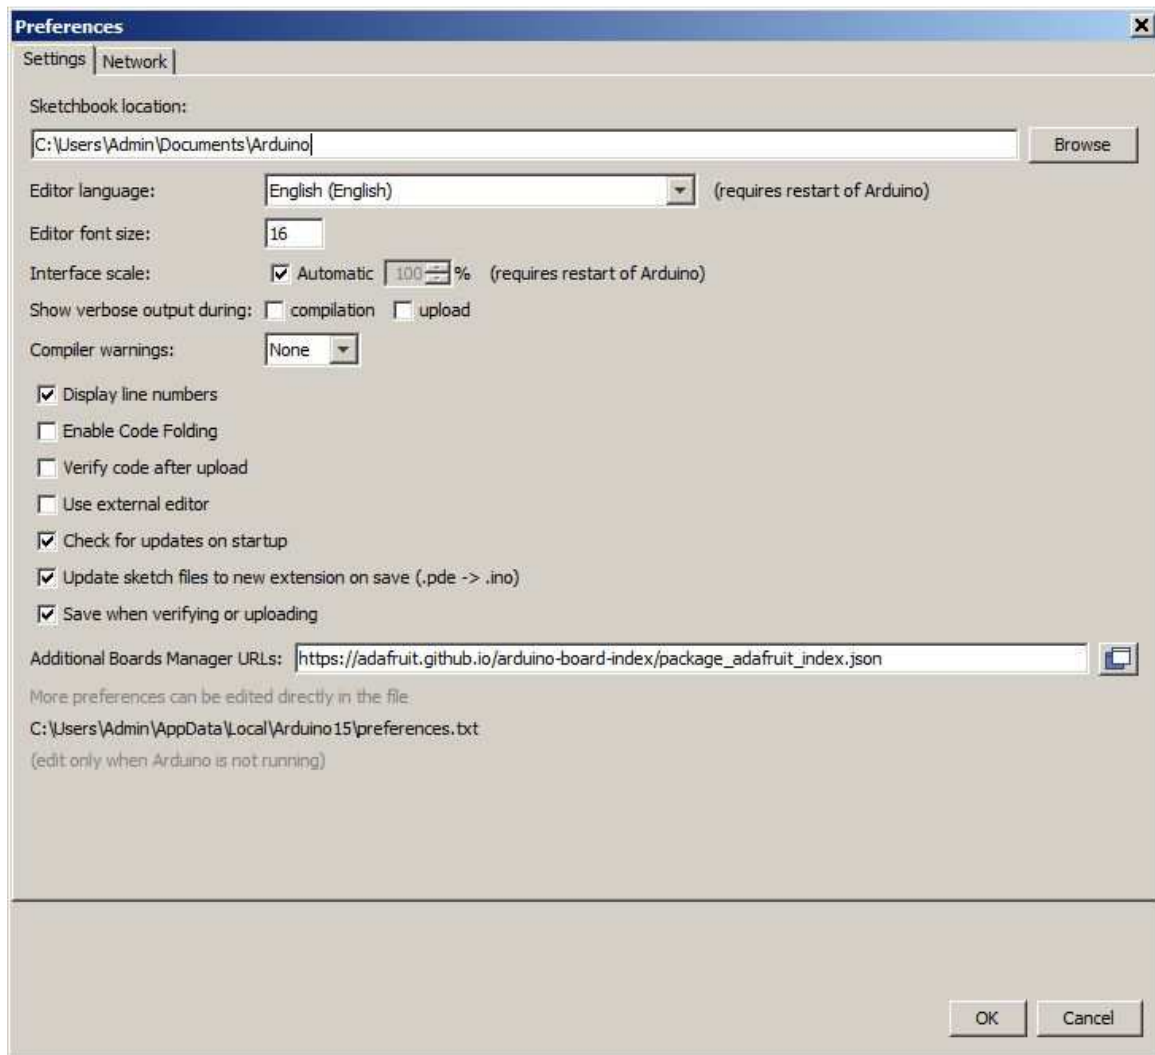 Preferences
Settings Network
Sketchbook location:
C:\Users\Admin\Documents\Arduino Browse
Editor language: English (English) (requires restart of Arduino)
Editor font size: 16
Interface scale: Automatic 100 % (requires restart of Arduino)
Show verbose output during: compilation upload
Compiler warnings: None
Display line numbers
Enable Code Folding
Verify code after upload
Use external editor
Check for updates on startup
Update sketch files to new extension on save (.pde -> .ino)
Save when verifying or uploading
Additional Boards Manager URLs: https://adafruit.github.io/arduino-board-index/package_adafruit_index.json
More preferences can be edited directly in the file
C:\Users\Admin\AppData\Local\Arduino15\preferences.txt
(edit only when Arduino is not running)
OK Cancel